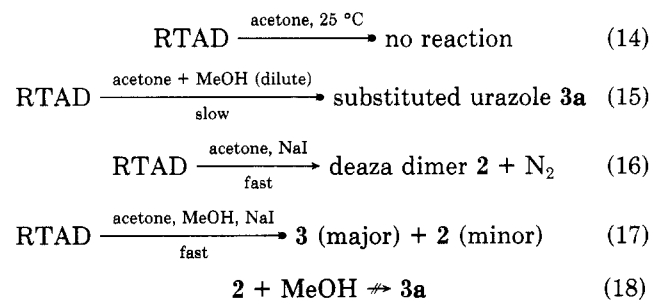 RTAD acetone, 25 °C no reaction (14)
RTAD acetone + MeOH (dilute) slow substituted urazole 3a (15)
RTAD acetone, NaI fast deaza dimer 2 + N₂ (16)
RTAD acetone, MeOH, NaI fast 3 (major) + 2 (minor) (17)
2 + MeOH ↛ 3a (18)